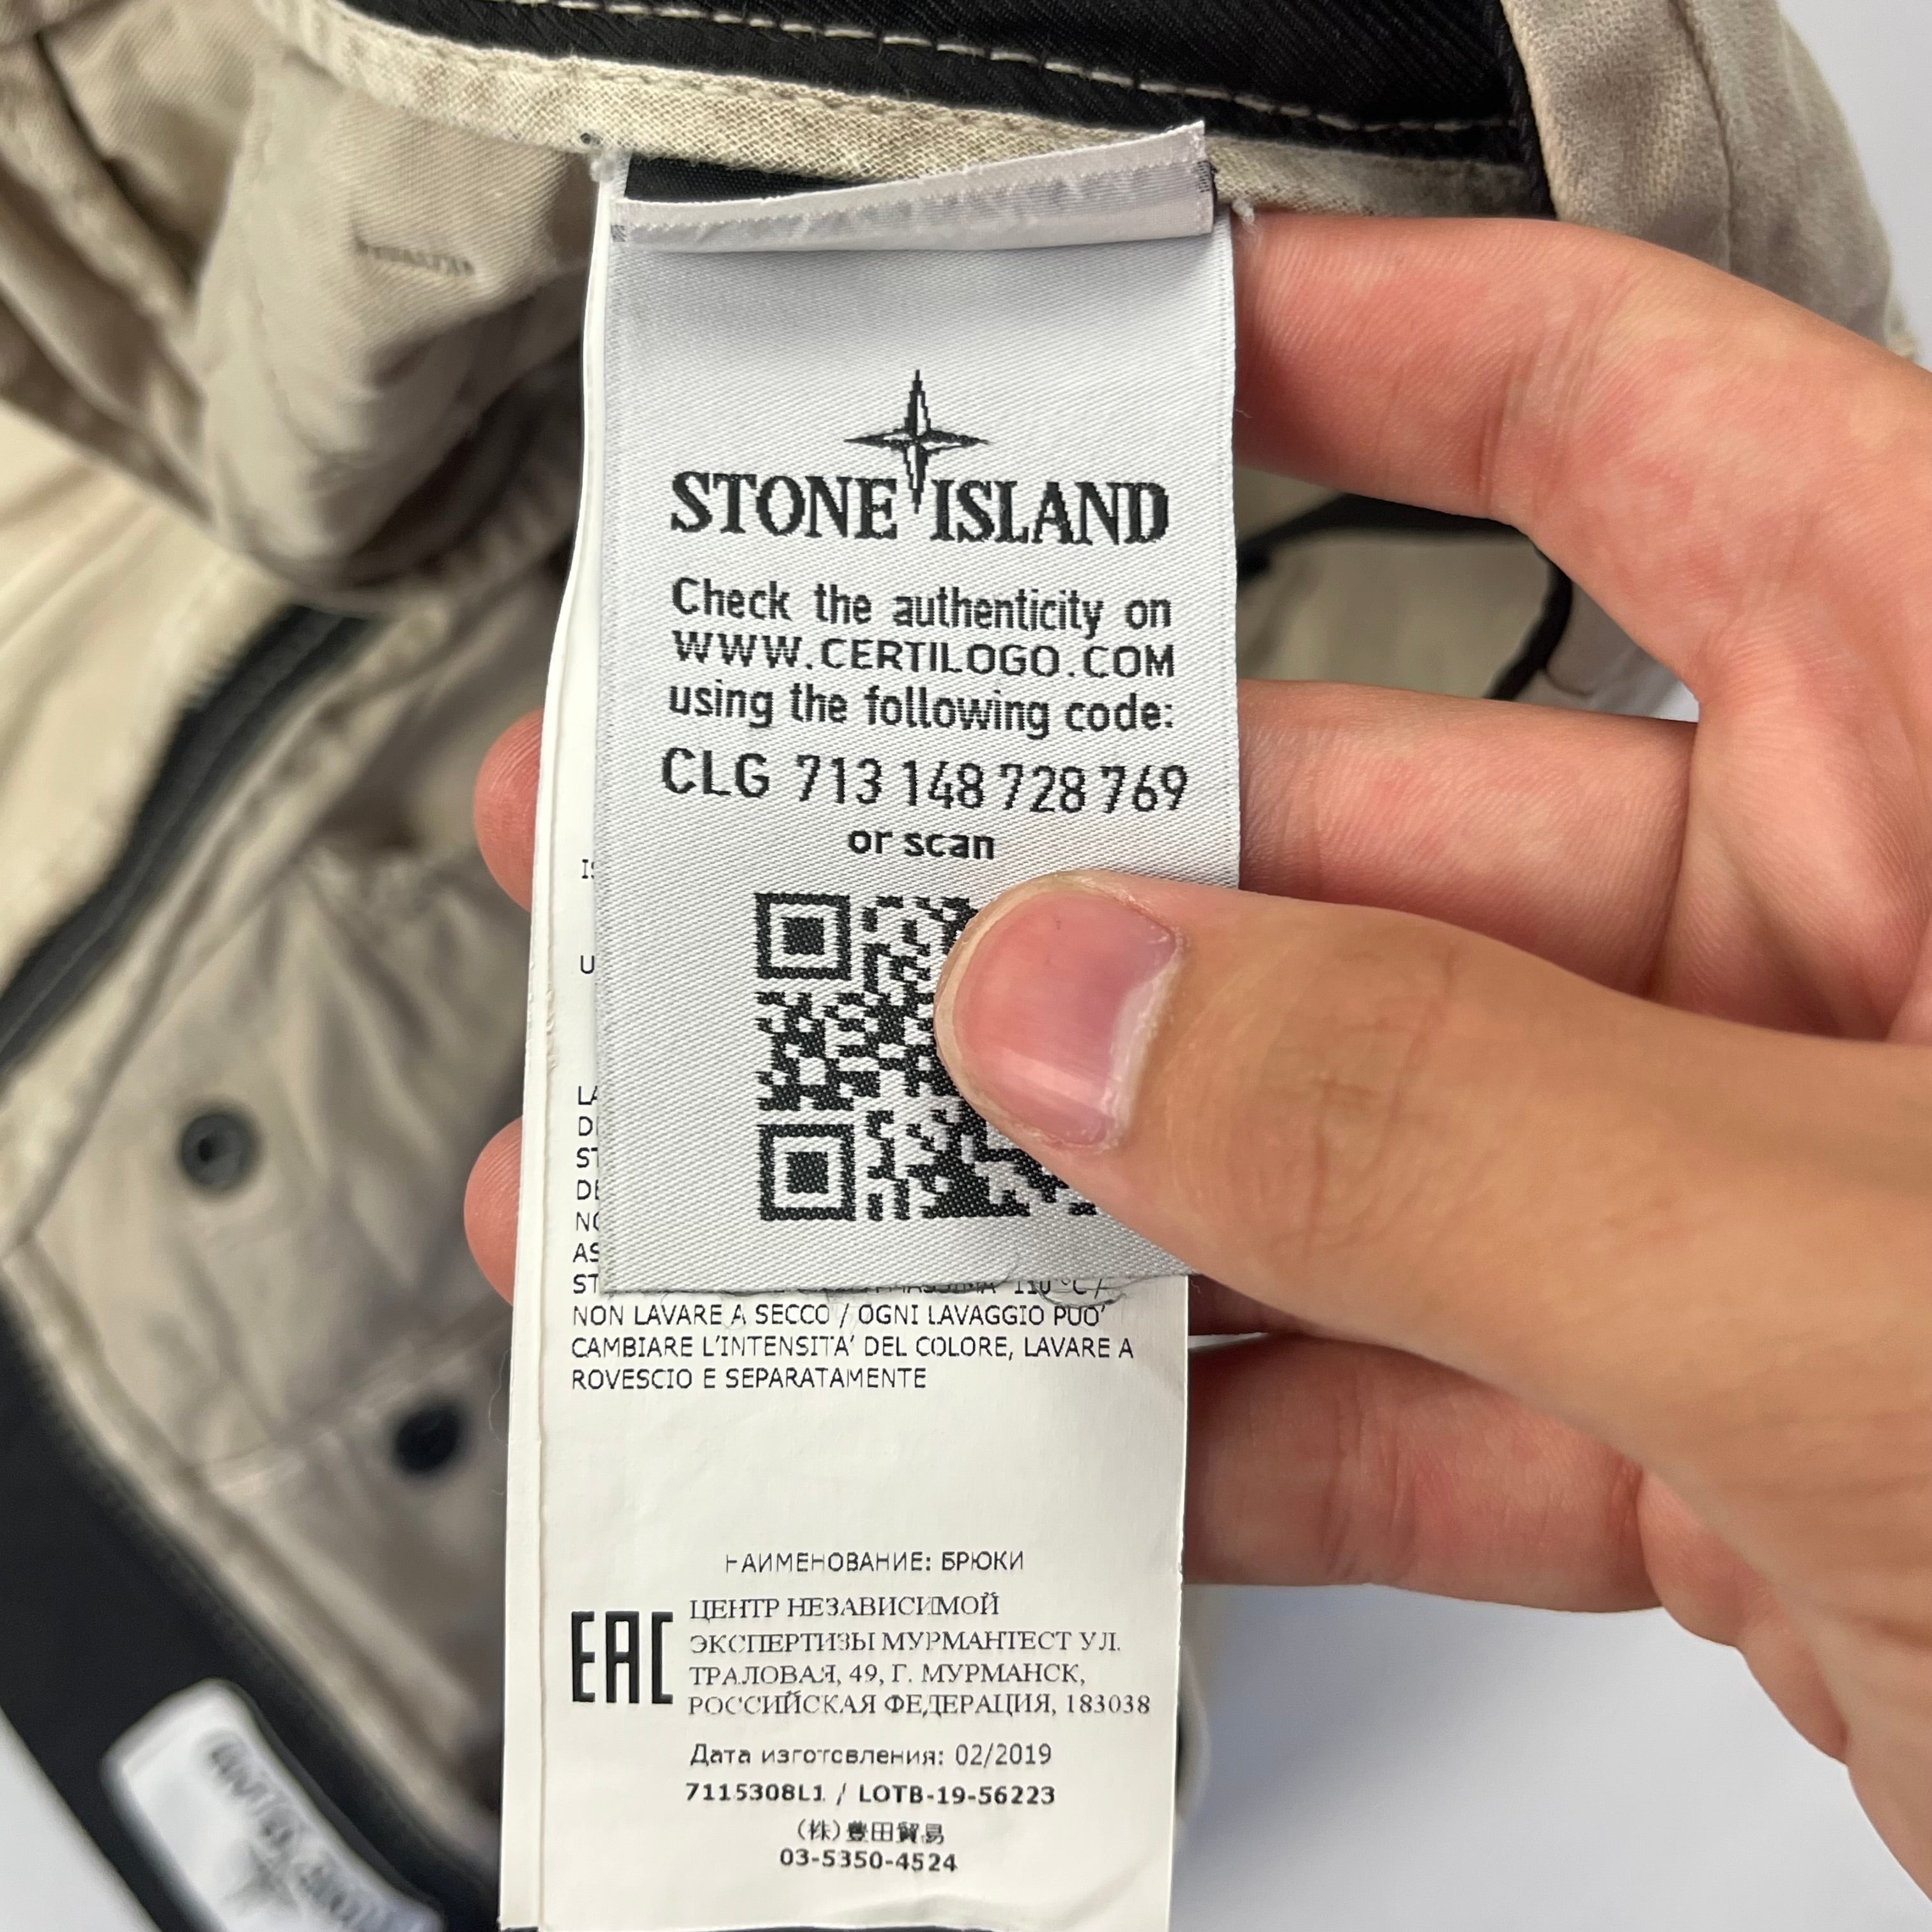 STONE ISLAND
Check the authenticity on
WWW.CERTILOGO.COM
using the following code:
CLG 713 148 728 769
or scan
110 °C /
NON LAVARE A SECCO / OGNI LAVAGGIO PUO'
CAMBIARE L'INTENSITA' DEL COLORE, LAVARE A
ROVESCIO E SEPARATAMENTE
НАИМЕНОВАНИЕ: БРЮКИ
EAC
ЦЕНТР НЕЗАВИСИМОЙ
ЭКСПЕРТИЗЫ МУРМАНТЕСТ УЛ.
ТРАЛОВАЯ, 49, Г. МУРМАНСК,
РОССИЙСКАЯ ФЕДЕРАЦИЯ, 183038
Дата изготовления: 02/2019
7115308L1 / LOTB-19-56223
(株)豊田貿易
03-5350-4524